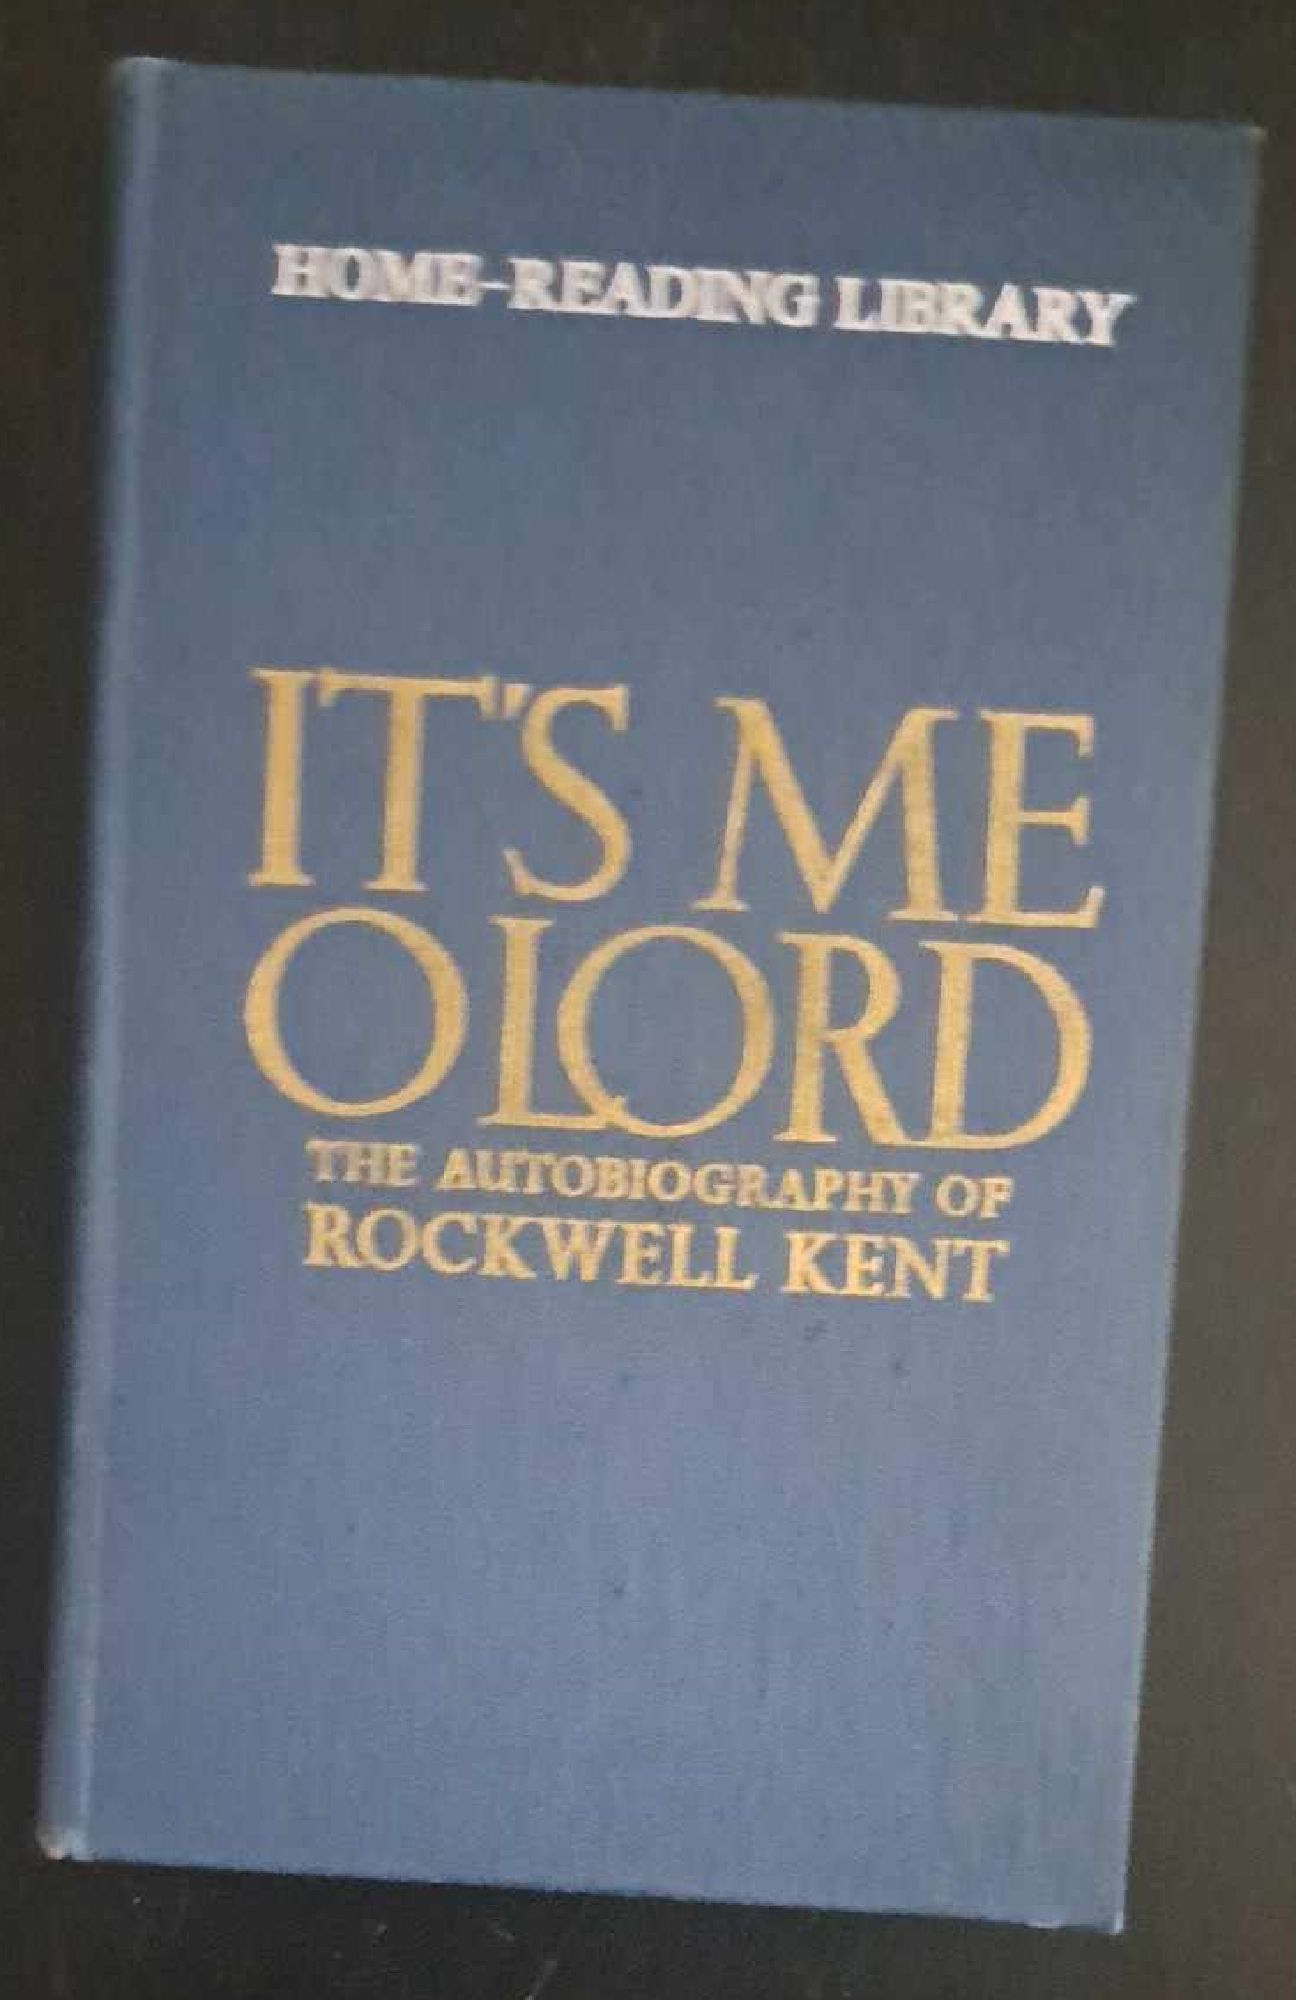 HOME-READING LIBRARY
IT'S ME
O LORD
THE AUTOBIOGRAPHY OF
ROCKWELL KENT